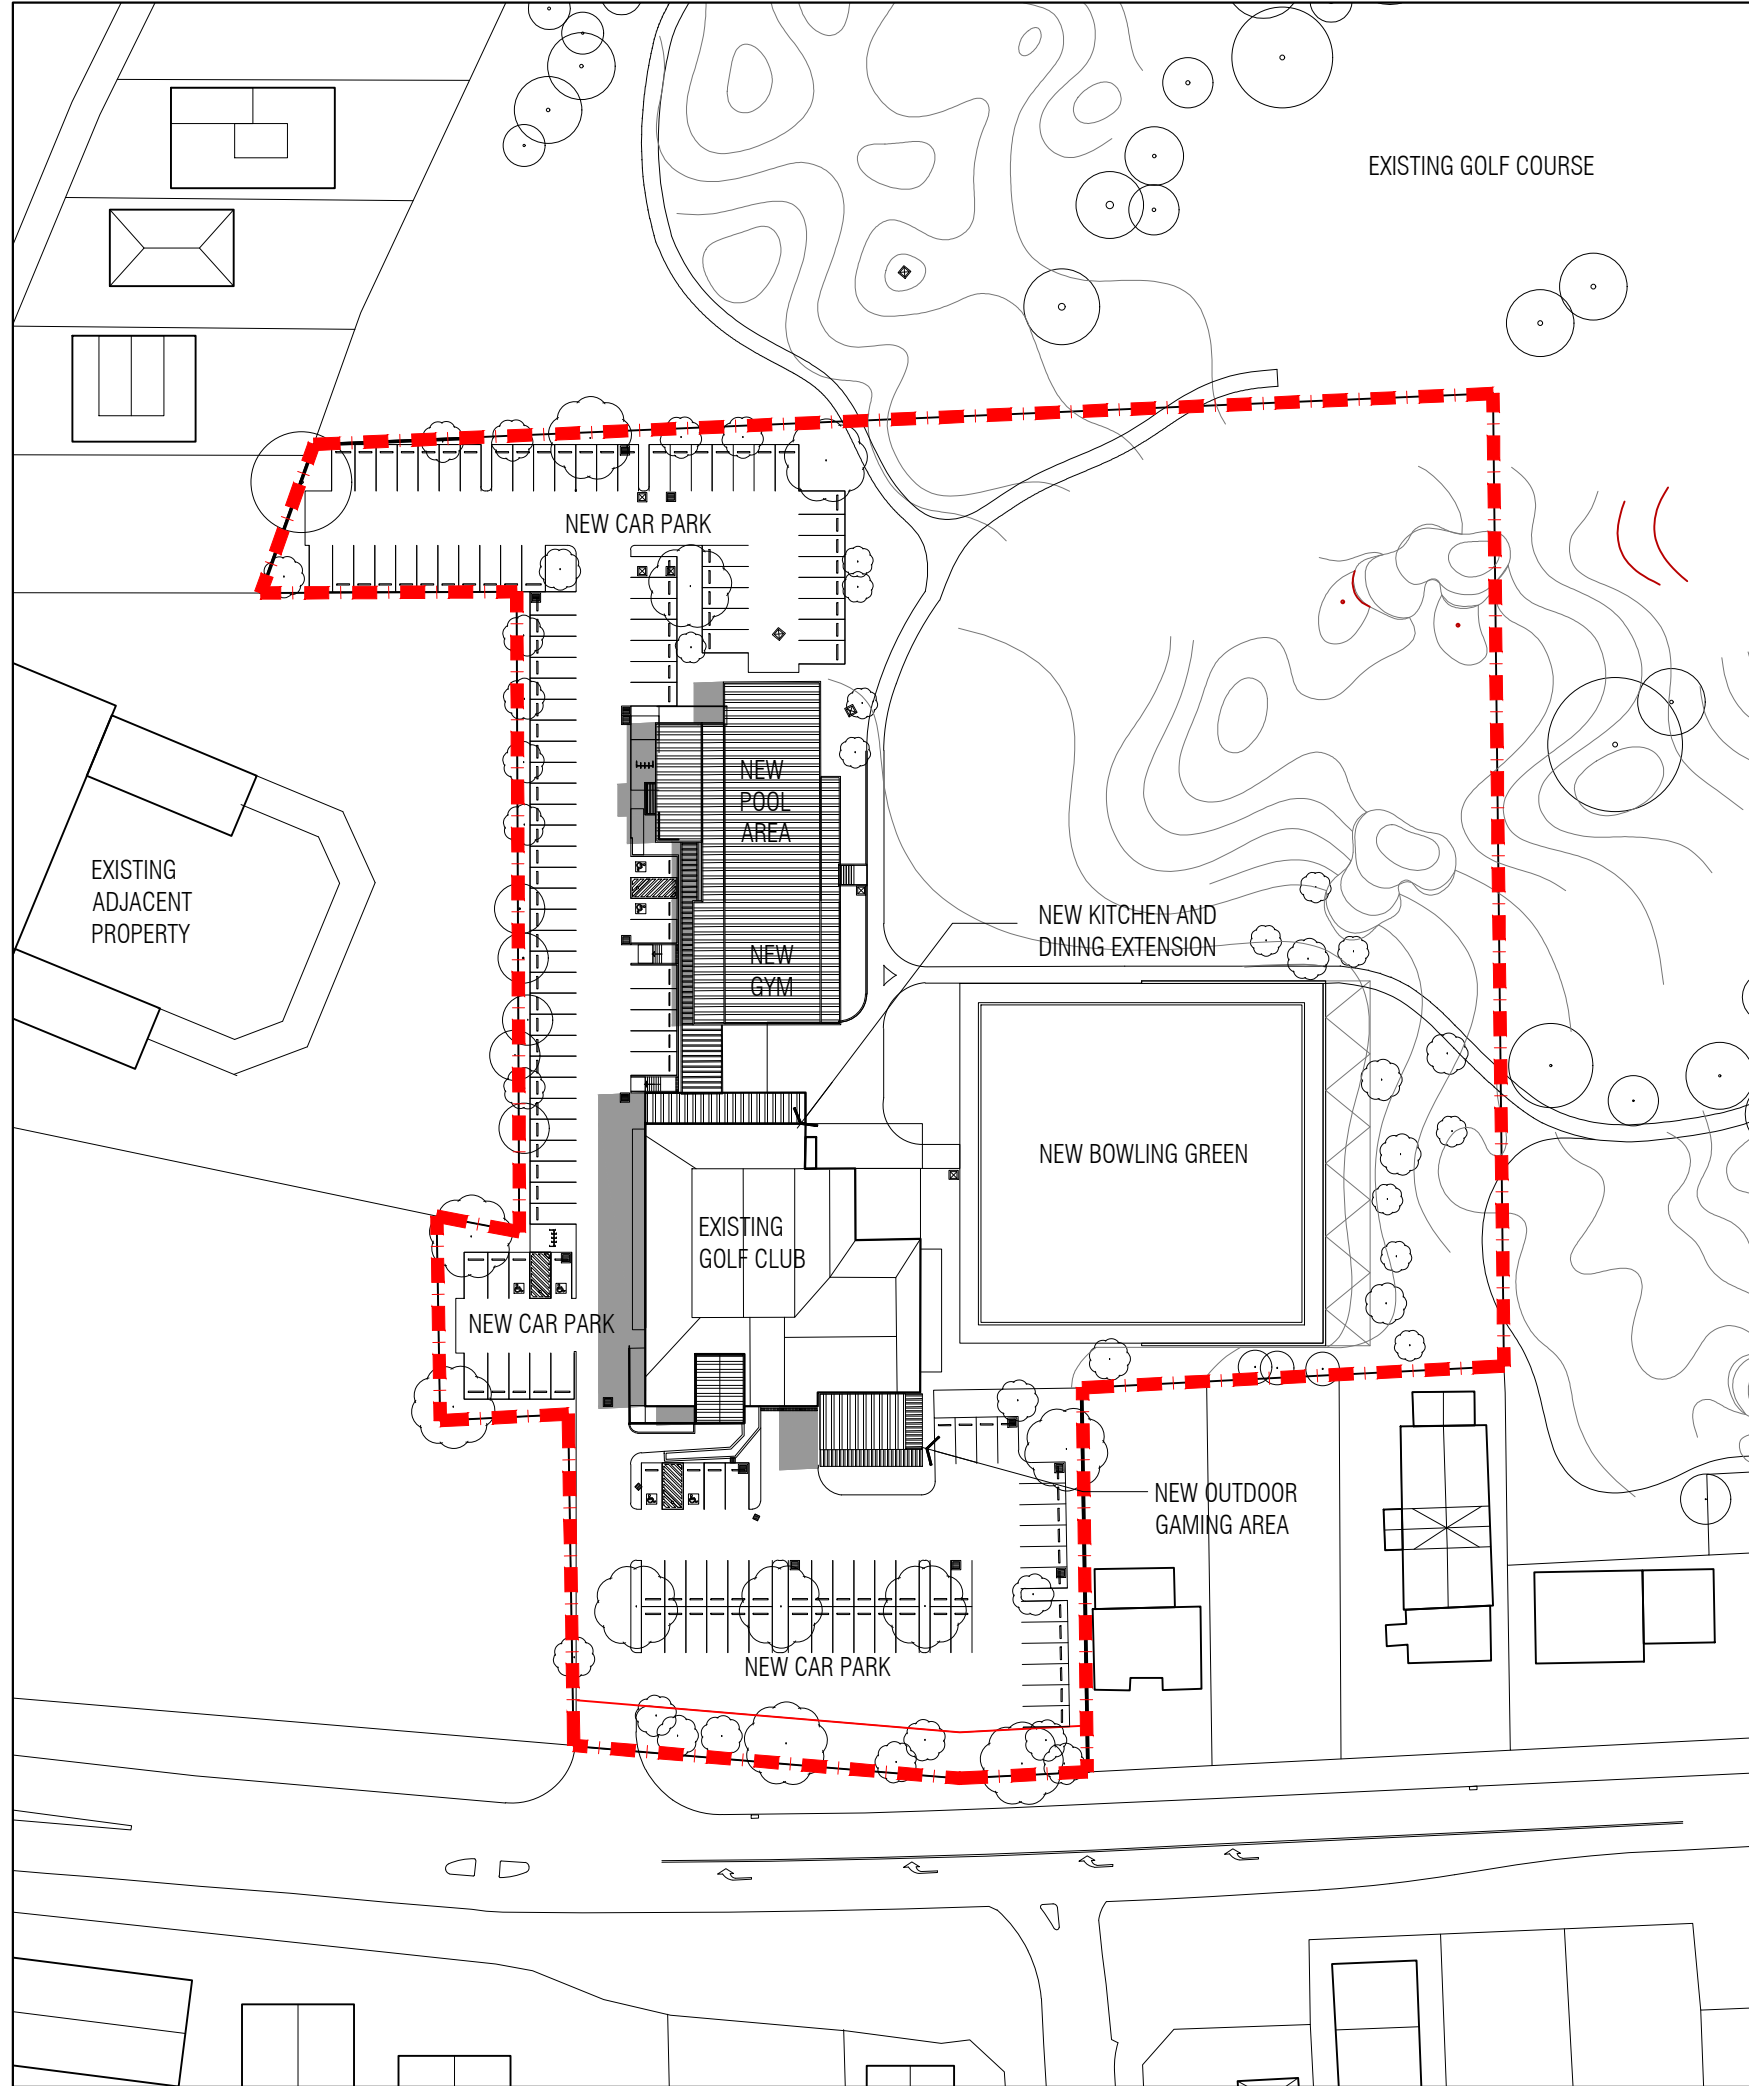 EXISTING GOLF COURSE
NEW CAR PARK
NEW
POOL
AREA
EXISTING
ADJACENT
PROPERTY
NEW KITCHEN AND
DINING EXTENSION
NEW
GYM
NEW BOWLING GREEN
EXISTING
GOLF CLUB
NEW CAR PARK
NEW OUTDOOR
GAMING AREA
NEW CAR PARK